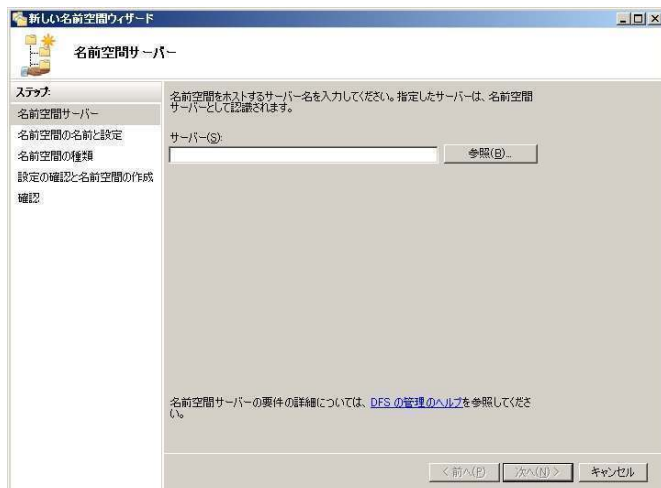 新しい名前空間ウィザード
名前空間サーバー
ステップ:
名前空間サーバー
名前空間の名前と設定
名前空間の種類
設定の確認と名前空間の作成
確認
名前空間をホストするサーバー名を入力してください。指定したサーバーは、名前空間
サーバーとして認識されます。
サーバー(S):
参照(B)...
名前空間サーバーの要件の詳細については、DFS の管理のヘルプを参照してくださ
い。
< 前へ(P)
次へ(N) >
キャンセル